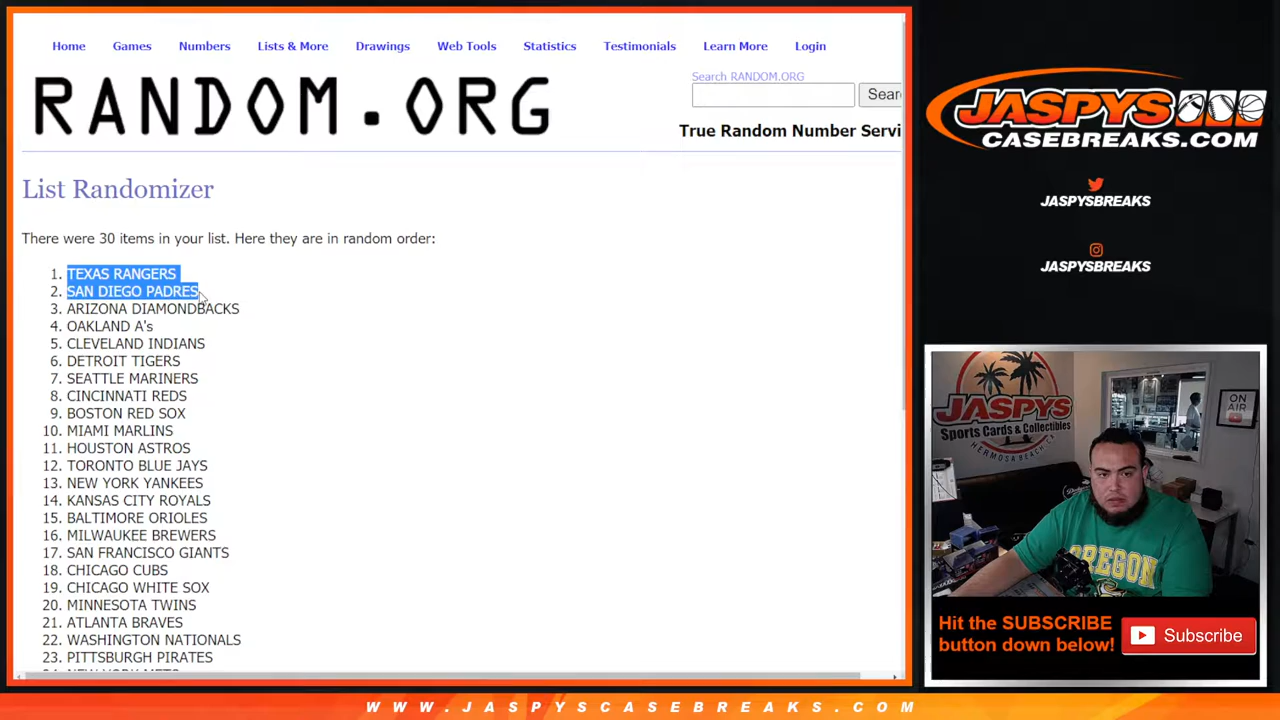 Home Games Numbers Lists & More Drawings Web Tools Statistics Testimonials Learn More Login
RANDOM.ORG
Search RANDOM.ORG
Sear
True Random Number Servi
List Randomizer
There were 30 items in your list. Here they are in random order:
1. TEXAS RANGERS
2. SAN DIEGO PADRES
3. ARIZONA DIAMONDBACKS
4. OAKLAND A's
5. CLEVELAND INDIANS
6. DETROIT TIGERS
7. SEATTLE MARINERS
8. CINCINNATI REDS
9. BOSTON RED SOX
10. MIAMI MARLINS
11. HOUSTON ASTROS
12. TORONTO BLUE JAYS
13. NEW YORK YANKEES
14. KANSAS CITY ROYALS
15. BALTIMORE ORIOLES
16. MILWAUKEE BREWERS
17. SAN FRANCISCO GIANTS
18. CHICAGO CUBS
19. CHICAGO WHITE SOX
20. MINNESOTA TWINS
21. ATLANTA BRAVES
22. WASHINGTON NATIONALS
23. PITTSBURGH PIRATES
JASPYS
CASEBREAKS.COM
JASPYSBREAKS
JASPYSBREAKS
JASPYS
Sports Cards & Collectibles
HERMOSA BEACH, CA
ON AIR
OREGON
Hit the SUBSCRIBE
button down below!
Subscribe
WWW.JASPYSCASEBREAKS.COM